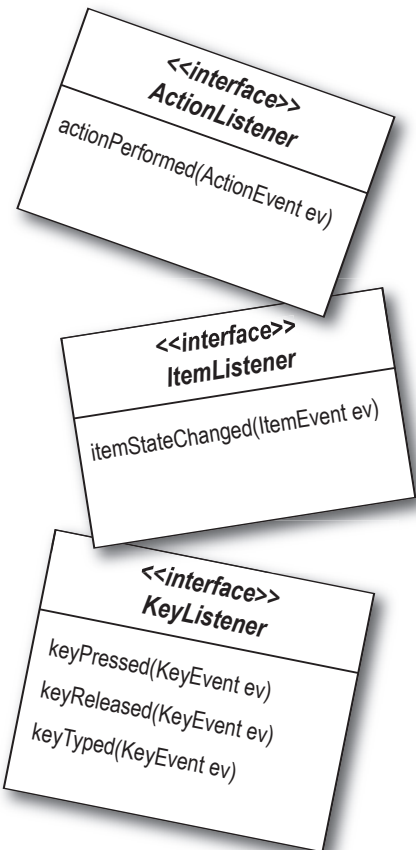 <<interface>>
ActionListener
actionPerformed(ActionEvent ev)
<<interface>>
ItemListener
itemStateChanged(ItemEvent ev)
<<interface>>
KeyListener
keyPressed(KeyEvent ev)
keyReleased(KeyEvent ev)
keyTyped(KeyEvent ev)